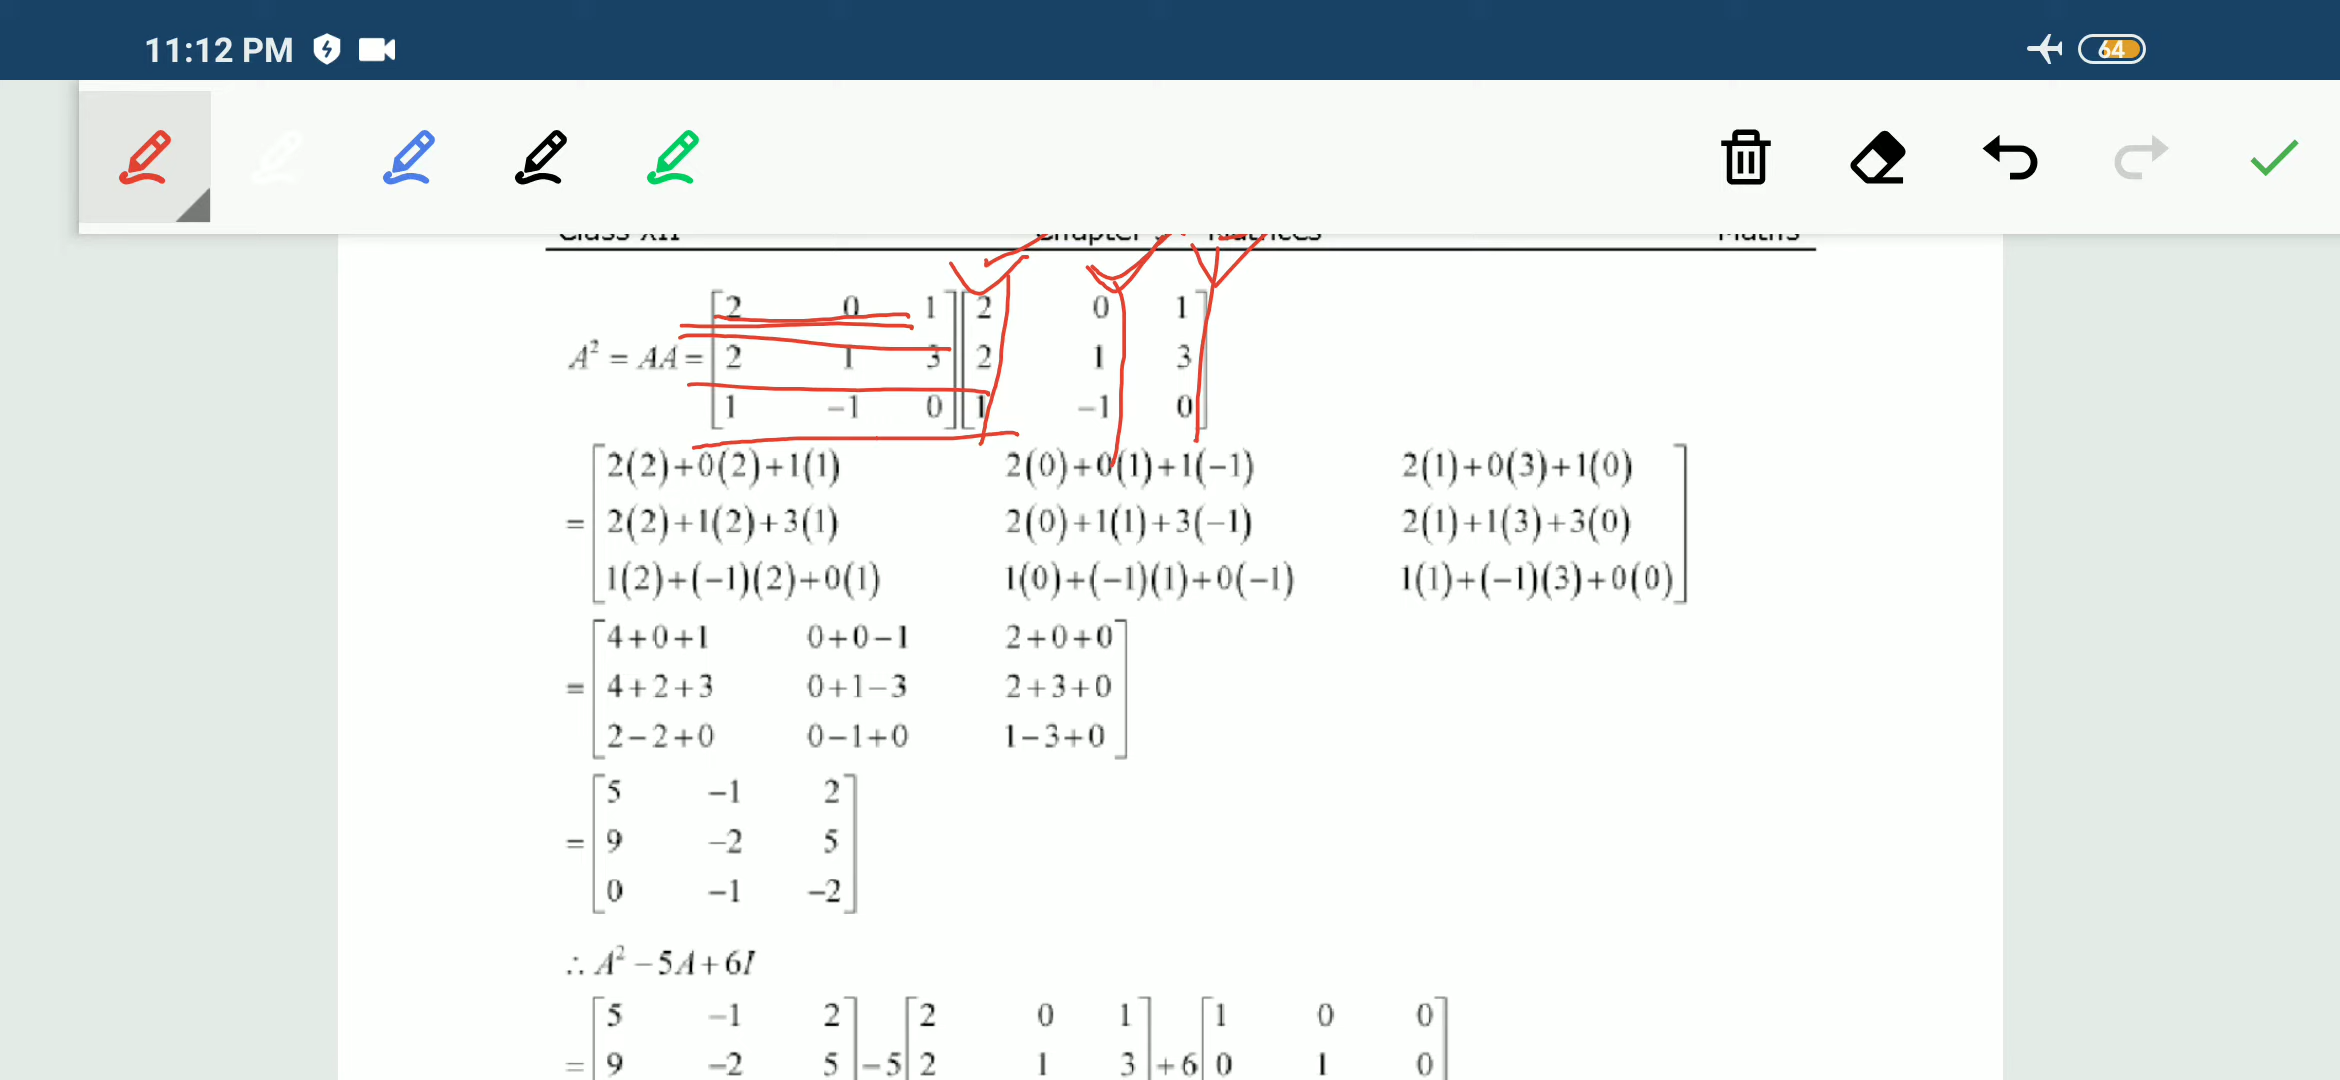 11:12 PM 64
Class XII Chapter Matrices Maths
A² = AA = [2 0 1; 2 1 3; 1 −1 0] [2 0 1; 2 1 3; 1 −1 0]
= [2(2)+0(2)+1(1) 2(0)+0(1)+1(−1) 2(1)+0(3)+1(0)
2(2)+1(2)+3(1) 2(0)+1(1)+3(−1) 2(1)+1(3)+3(0)
1(2)+(−1)(2)+0(1) 1(0)+(−1)(1)+0(−1) 1(1)+(−1)(3)+0(0)]
= [4+0+1 0+0−1 2+0+0
4+2+3 0+1−3 2+3+0
2−2+0 0−1+0 1−3+0]
= [5 −1 2
9 −2 5
0 −1 −2]
∴ A² − 5A + 6I
= [5 −1 2; 9 −2 5 − 5 [2 0 1; 2 1 3 + 6 [1 0 0; 0 1 0